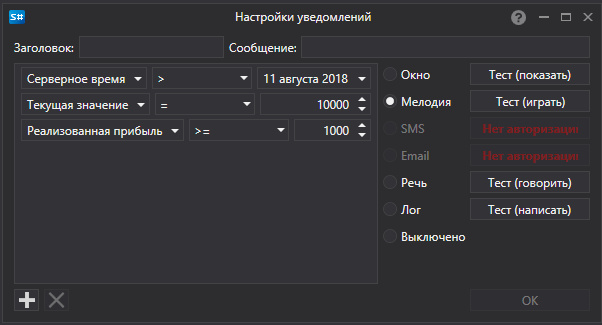 S# Настройки уведомлений ?
Заголовок: Сообщение:
Серверное время > 11 августа 2018 Окно Тест (показать)
Текущая значение = 10000 Мелодия Тест (играть)
Реализованная прибыль >= 1000 SMS Нет авторизации
Email Нет авторизации
Речь Тест (говорить)
Лог Тест (написать)
Выключено
OK